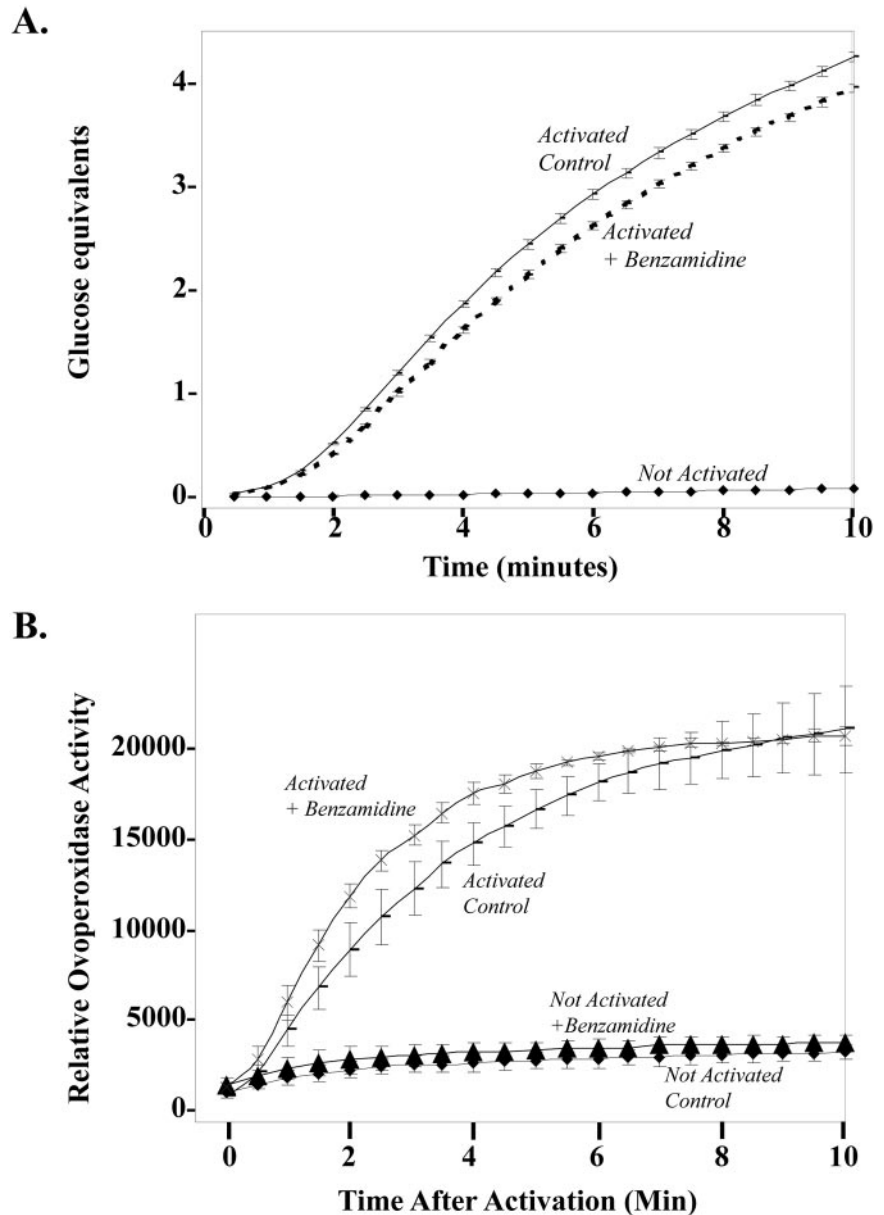 A.
Glucose equivalents
4-
3-
2-
1-
0-
0
2
4
6
8
10
Activated
Control
Activated
+ Benzamidine
Not Activated
Time (minutes)
B.
Relative Ovoperoxidase Activity
20000
15000
10000
5000
0
Activated
+ Benzamidine
Activated
Control
Not Activated
+Benzamidine
Not Activated
Control
0
2
4
6
8
10
Time After Activation (Min)